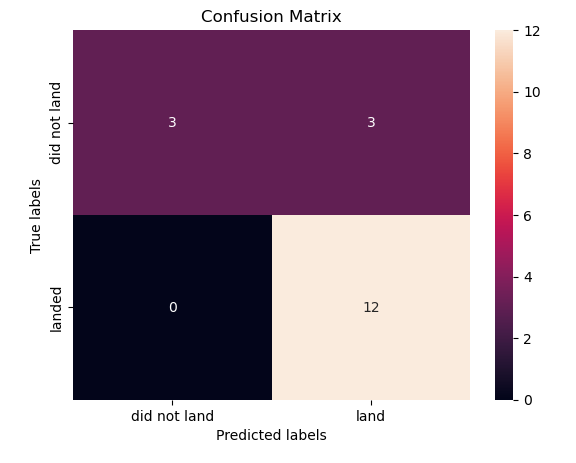 Confusion Matrix
True labels
did not land
landed
3
3
0
12
did not land
land
Predicted labels
12
10
8
6
4
2
0